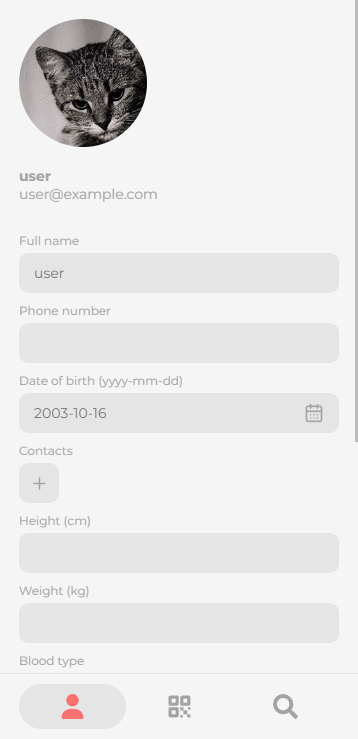 user
user@example.com
Full name
user
Phone number
Date of birth (yyyy-mm-dd)
2003-10-16
Contacts
+
Height (cm)
Weight (kg)
Blood type